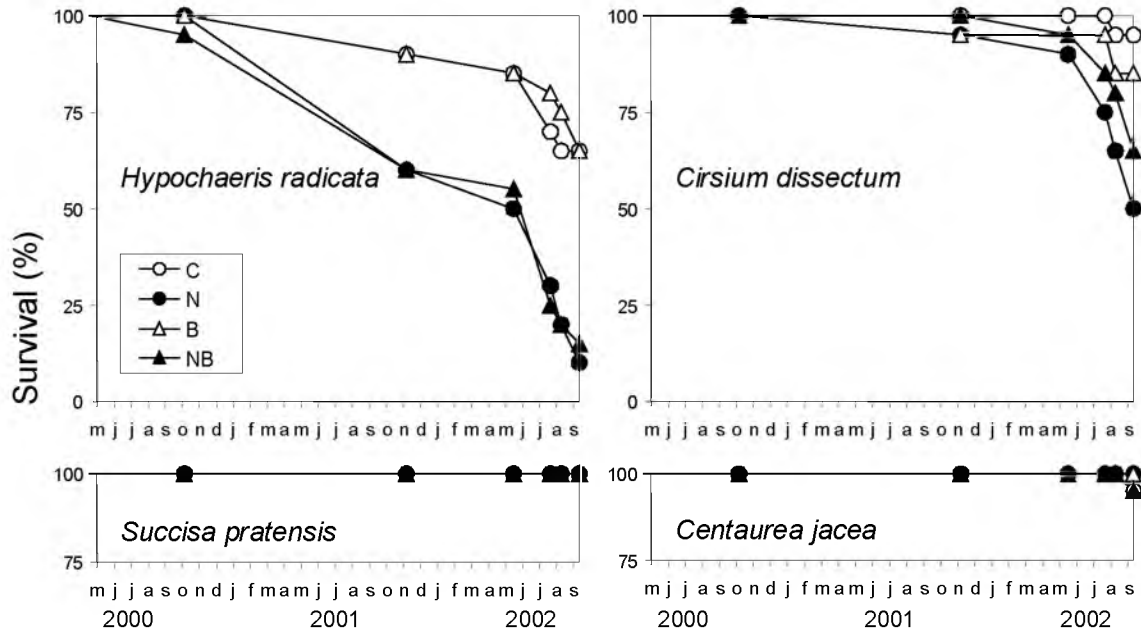 Survival (%)
100
75
50
25
0
Hypochaeris radicata
C
N
B
NB
m j j a s o n d j f m a m j j a s o n d j f m a m j j a s
100
75
50
25
0
Cirsium dissectum
m j j a s o n d j f m a m j j a s o n d j f m a m j j a s
100
75
Succisa pratensis
m j j a s o n d j f m a m j j a s o n d j f m a m j j a s
2000 2001 2002
100
75
Centaurea jacea
m j j a s o n d j f m a m j j a s o n d j f m a m j j a s
2000 2001 2002